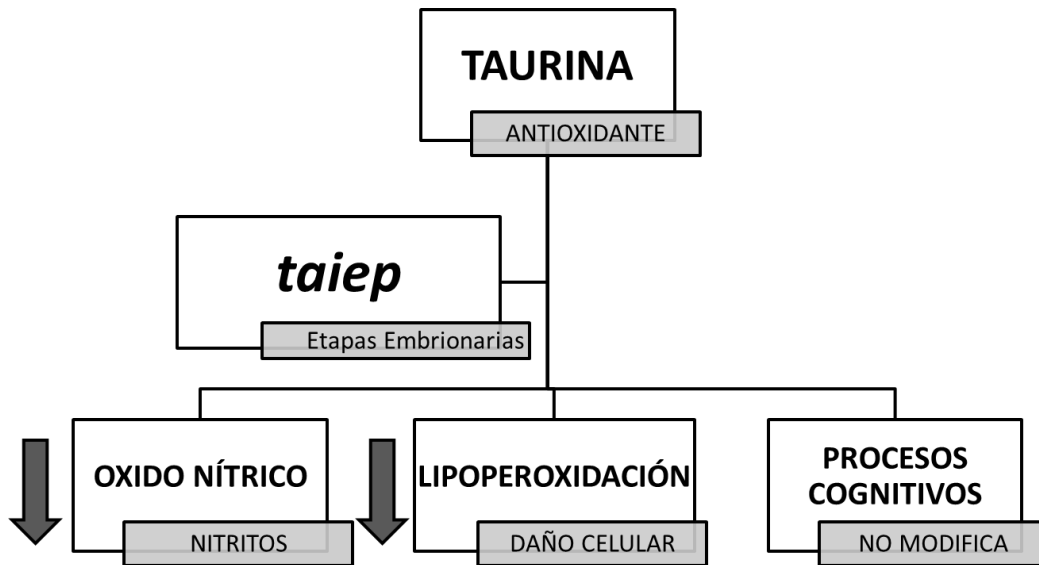 TAURINA
ANTIOXIDANTE
taiep
Etapas Embrionarias
OXIDO NÍTRICO
NITRITOS
LIPOPEROXIDACIÓN
DAÑO CELULAR
PROCESOS
COGNITIVOS
NO MODIFICA